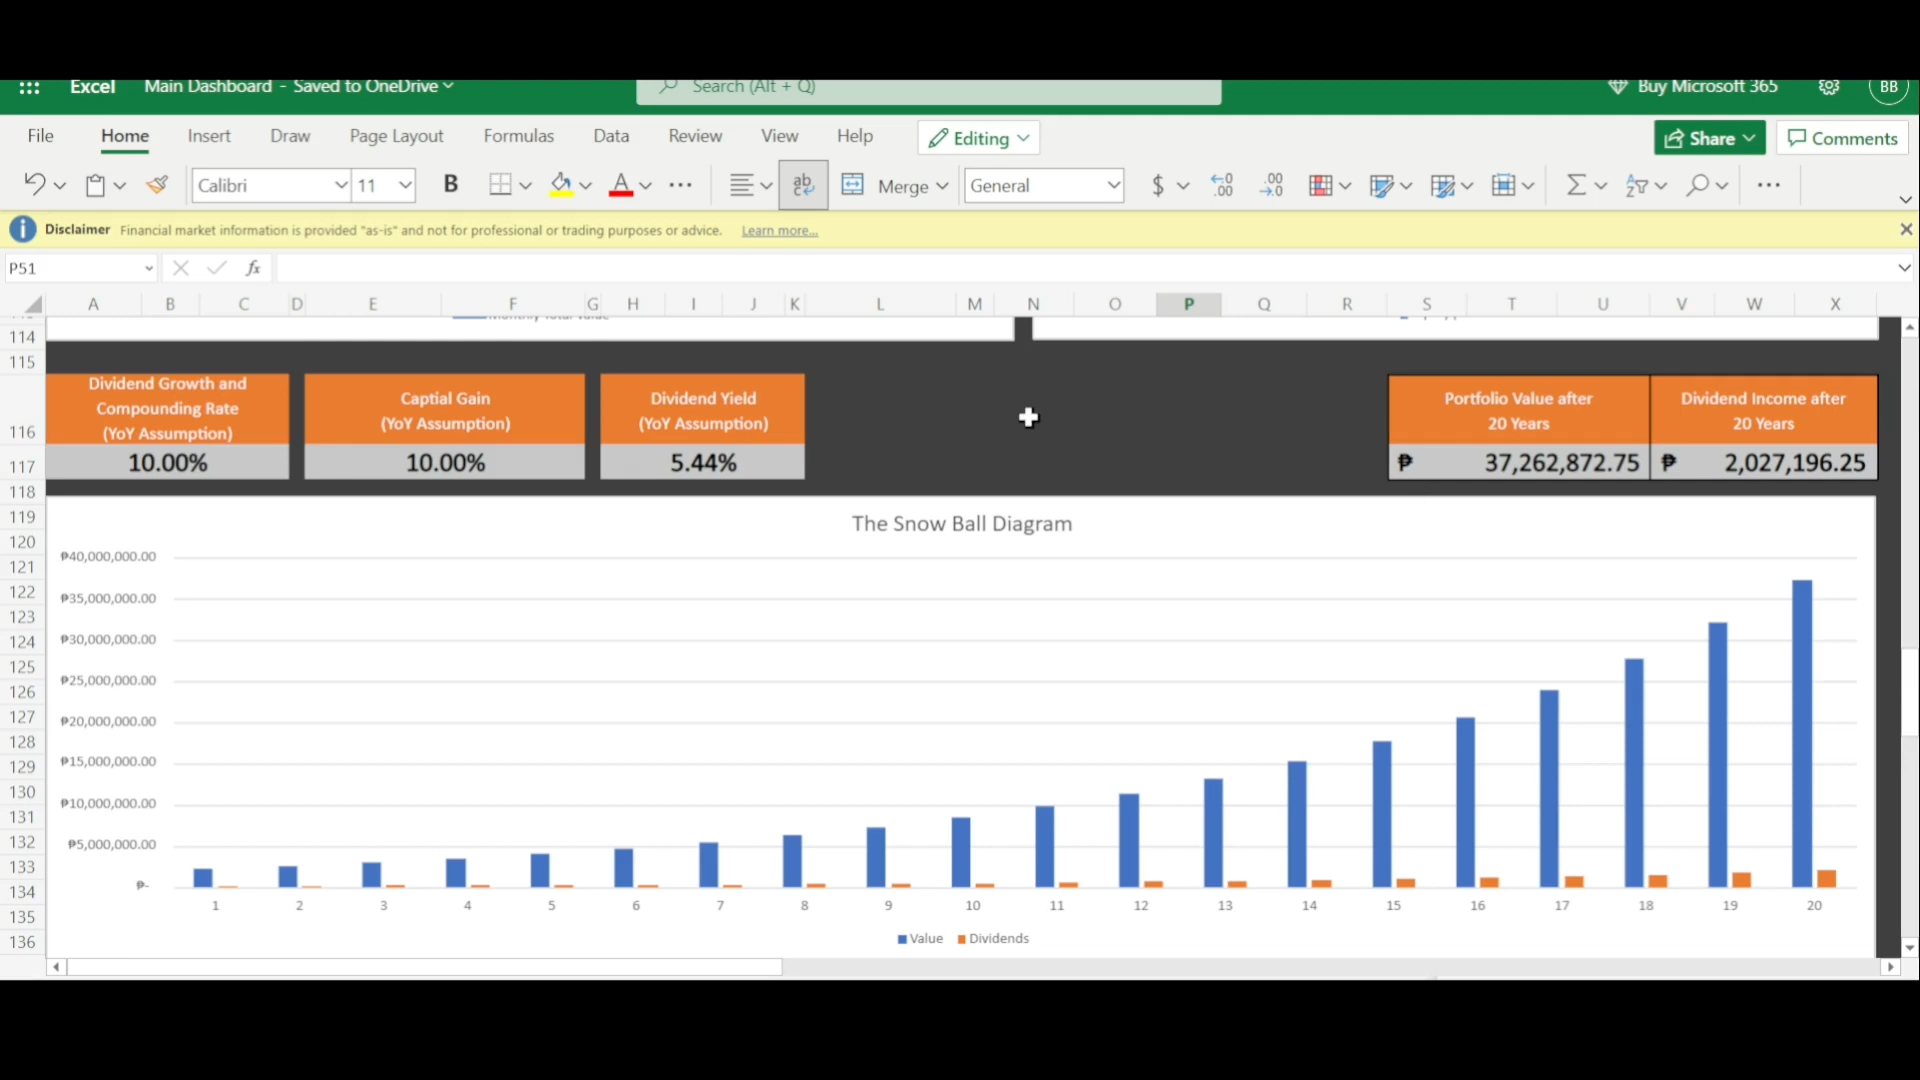 Excel Main Dashboard - Saved to OneDrive
Search (Alt + Q)
Buy Microsoft 365
BB
File Home Insert Draw Page Layout Formulas Data Review View Help Editing
Share Comments
Calibri 11 B A ab Merge General $
Disclaimer Financial market information is provided "as-is" and not for professional or trading purposes or advice. Learn more...
P51 fx
A B C D E F G H I J K L M N O P Q R S T U V W X
Monthly Total Value
114
115
116
117
118
119
120
121
122
123
124
125
126
127
128
129
130
131
132
133
134
135
136
Dividend Growth and
Compounding Rate
(YoY Assumption)
10.00%
Captial Gain
(YoY Assumption)
10.00%
Dividend Yield
(YoY Assumption)
5.44%
Portfolio Value after
20 Years
₱ 37,262,872.75
Dividend Income after
20 Years
₱ 2,027,196.25
The Snow Ball Diagram
₱40,000,000.00
₱35,000,000.00
₱30,000,000.00
₱25,000,000.00
₱20,000,000.00
₱15,000,000.00
₱10,000,000.00
₱5,000,000.00
₱-
1 2 3 4 5 6 7 8 9 10 11 12 13 14 15 16 17 18 19 20
Value Dividends